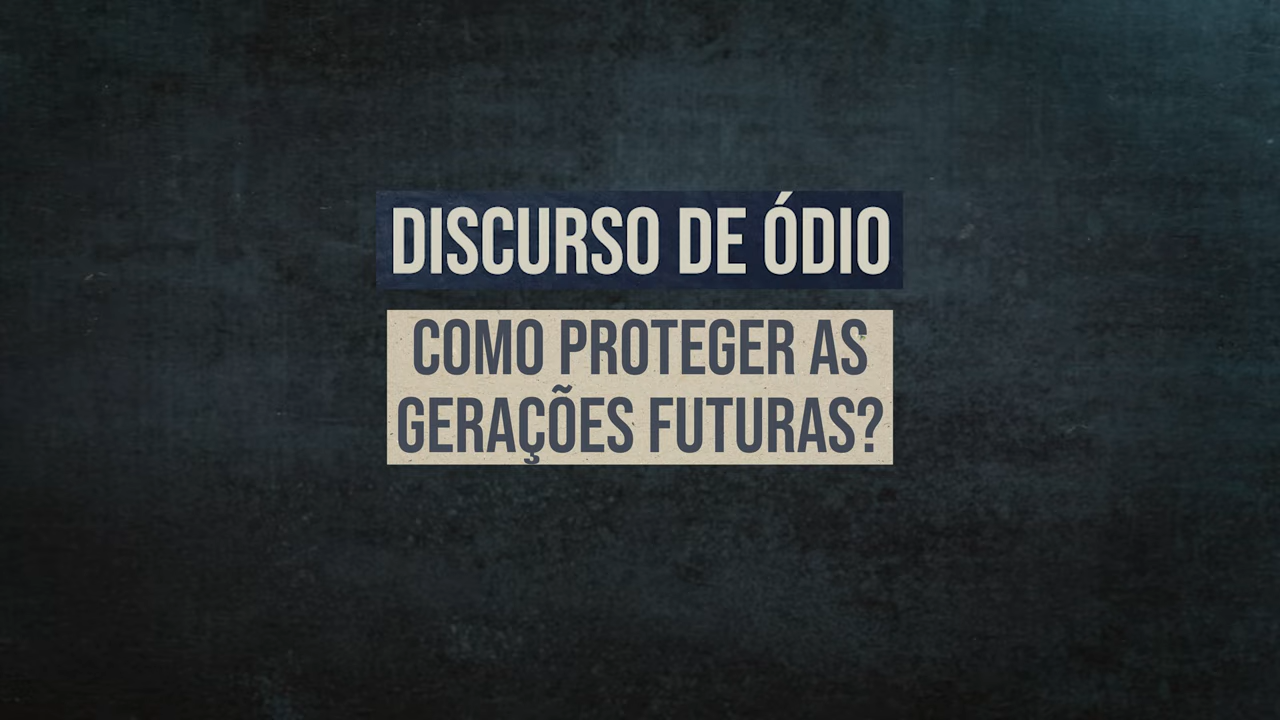 DISCURSO DE ÓDIO
COMO PROTEGER AS
GERAÇÕES FUTURAS?